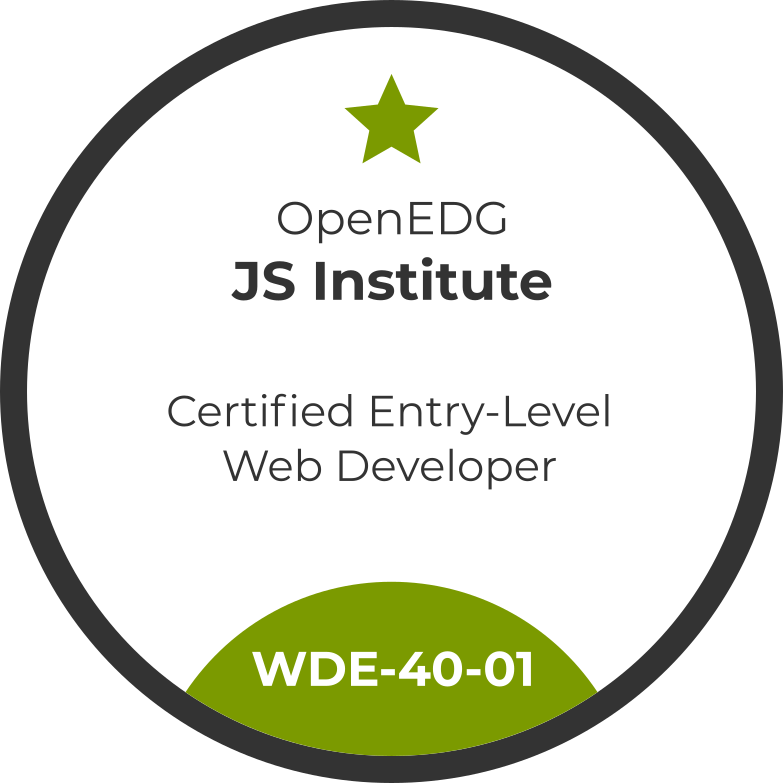 OpenEDG
JS Institute
Certified Entry-Level
Web Developer
WDE-40-01